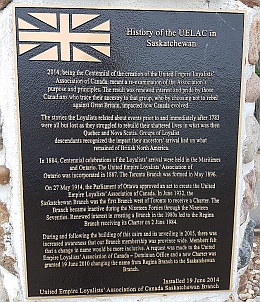 History of the UELAC in
Saskatchewan
2014, being the Centennial of the creation of the United Empire Loyalists'
Association of Canada, meant a re-examination of the Association's
purpose and principles. The result was renewed interest and pride by those
Canadians who trace their ancestry to that group, who by choosing not to rebel
against Great Britain, impacted how Canada evolved.
The stories the Loyalists related about events prior to and immediately after 1783
were all but lost as they struggled to rebuild their shattered lives in what was then
Quebec and Nova Scotia. Groups of Loyalist
descendants recognized the impact their ancestors' arrival had on what
remained of British North America.
In 1884, Centennial celebrations of the Loyalists' arrival were held in the Maritimes
and Ontario. The United Empire Loyalists' Association of
Ontario was incorporated in 1897. The Toronto Branch was formed in May 1896.
On 27 May 1914, the Parliament of Ottawa approved an act to create the United
Empire Loyalists' Association of Canada. In June 1932, the
Saskatchewan Branch was the first Branch west of Toronto to receive a Charter. The
Branch became inactive during the Nineteen Forties through the Nineteen
Seventies. Renewed interest in creating a Branch in the 1980s led to the Regina
Branch receiving its Charter on 2 June 1984.
During and following the building of this cairn and its unveiling in 2005, there was
increased awareness that our Branch membership was province wide. Members felt
that a change in name would be more inclusive. A request was made to the United
Empire Loyalists' Association of Canada – Dominion Office and a new Charter was
granted 19 June 2010 changing the name from Regina Branch to the Saskatchewan
Branch.
Installed 19 June 2014
United Empire Loyalists' Association of Canada Saskatchewan Branch